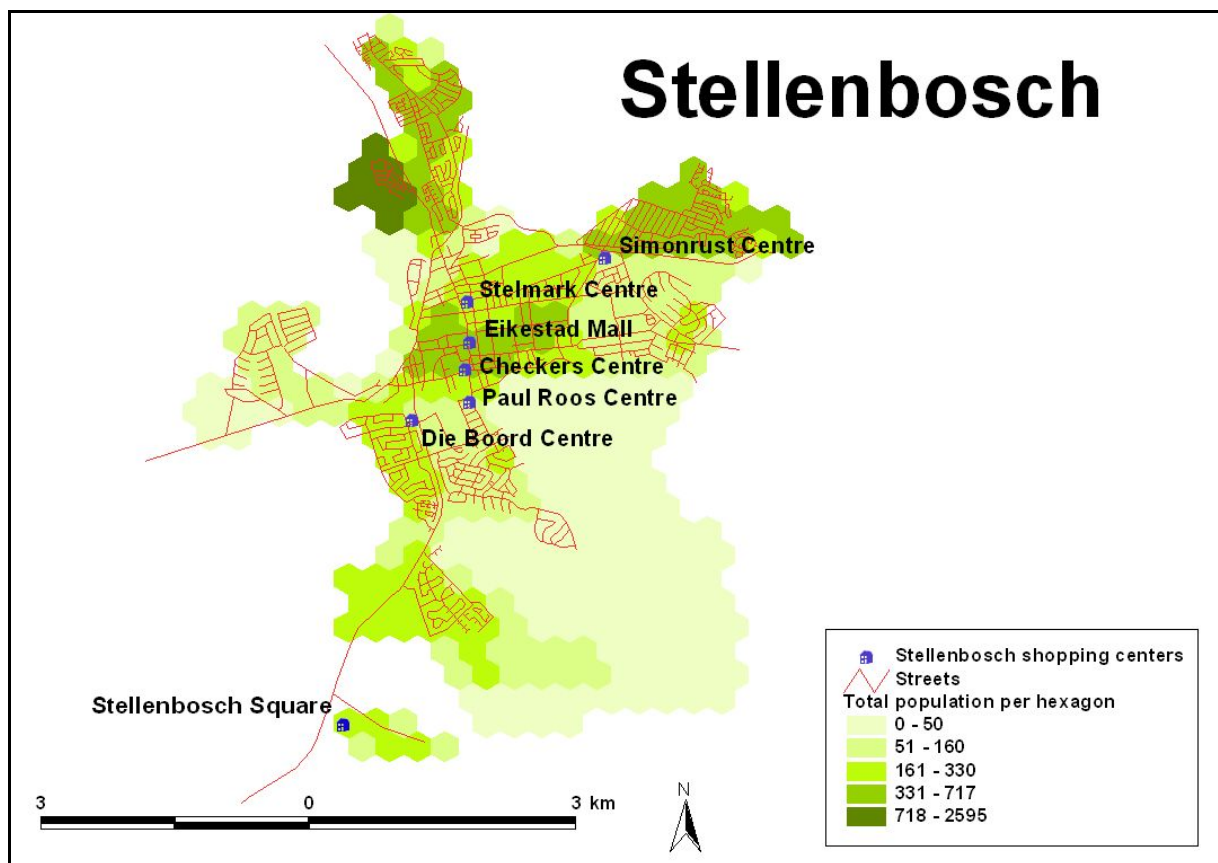 Stellenbosch
Simonrust Centre
Stelmark Centre
Eikestad Mall
Checkers Centre
Paul Roos Centre
Die Boord Centre
Stellenbosch Square
Stellenbosch shopping centers
Streets
Total population per hexagon
0 - 50
51 - 160
161 - 330
331 - 717
718 - 2595
3 0 3 km
N